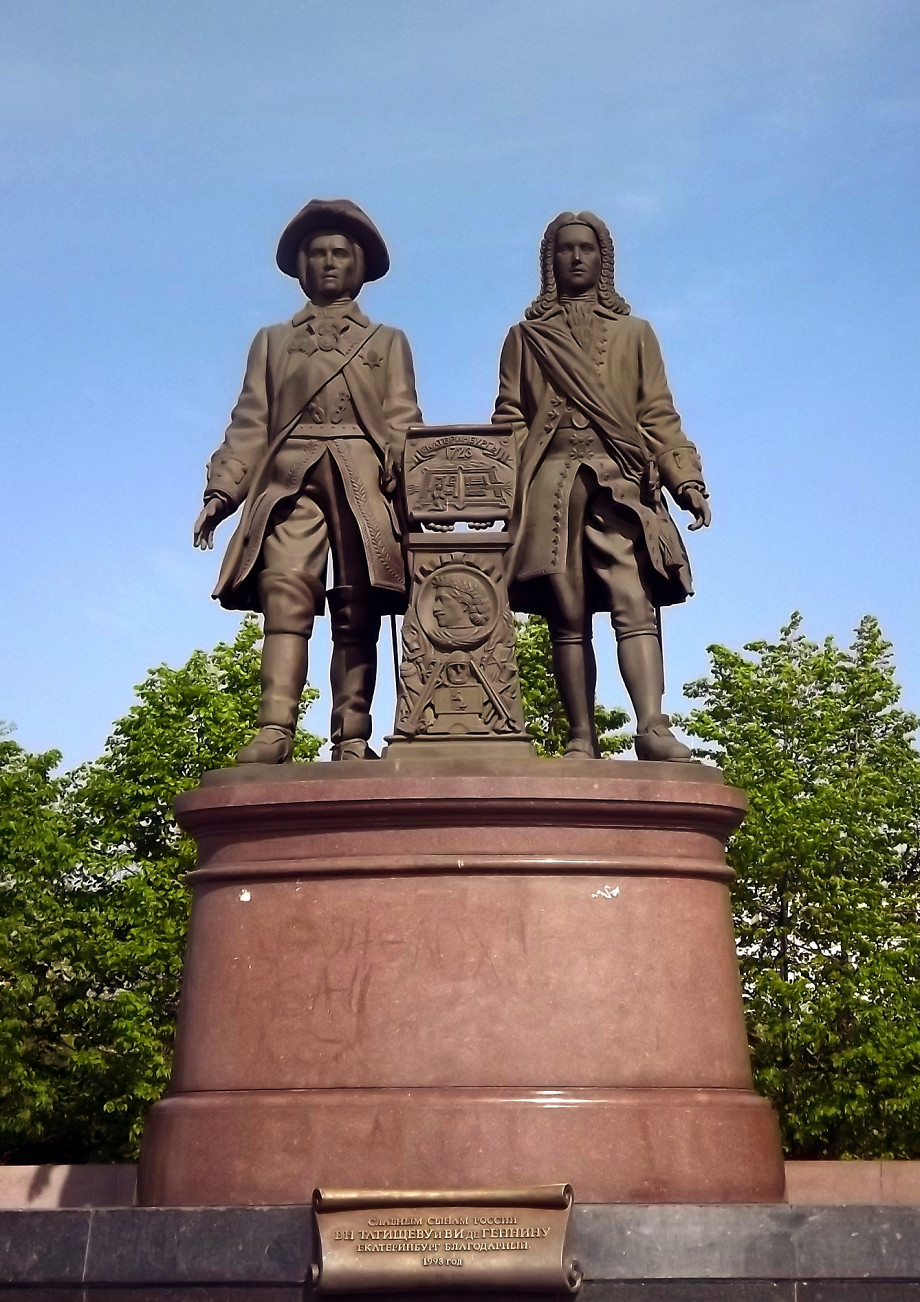 ЕКАТЕРИНБУРГ
1723
СЛАВНЫМ СЫНАМ РОССИИ
В.Н. ТАТИЩЕВУ И В.И. ДЕ ГЕННИНУ
ЕКАТЕРИНБУРГ БЛАГОДАРНЫЙ
1998 год